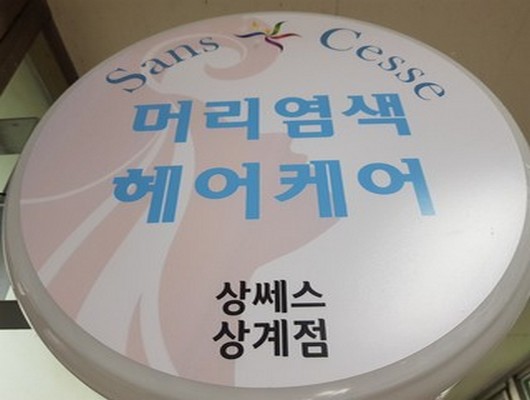 Sans Cesse
머리염색
헤어케어
상쎄스
상계점